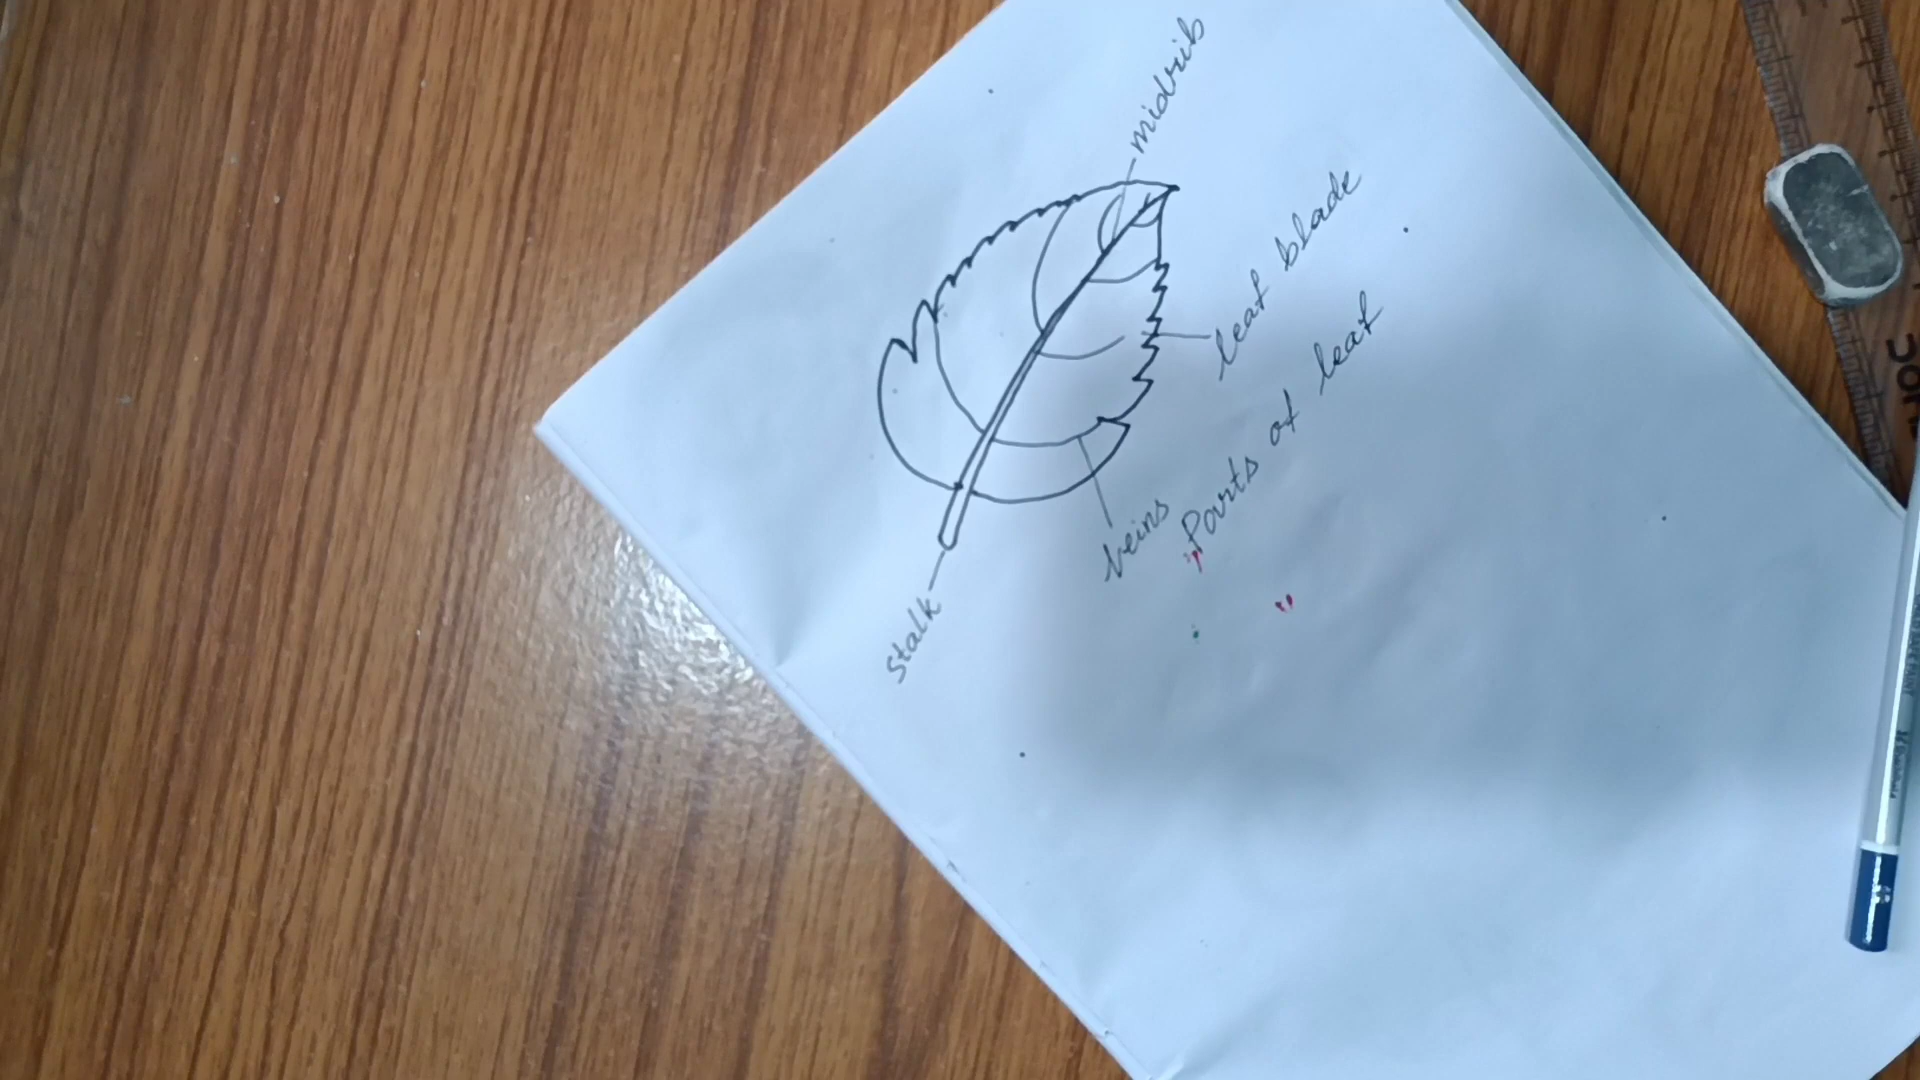 midrib
leaf blade
veins
stalk
Parts of leaf